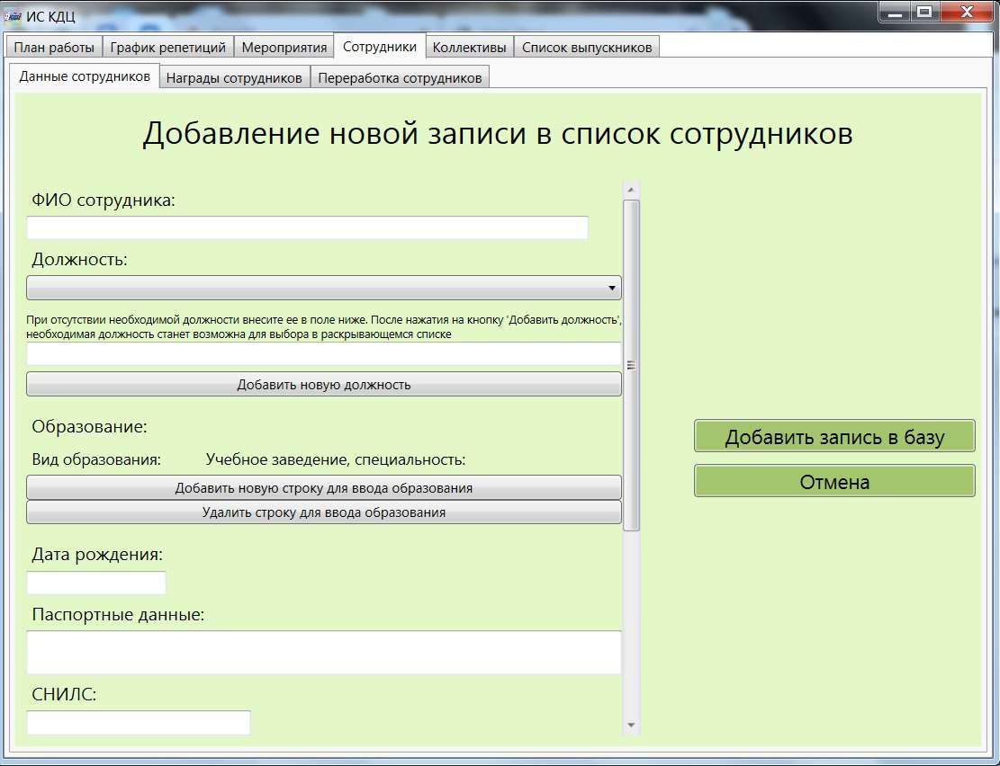 ИС КДЦ
План работы График репетиций Мероприятия Сотрудники Коллективы Список выпускников
Данные сотрудников Награды сотрудников Переработка сотрудников
Добавление новой записи в список сотрудников
ФИО сотрудника:
Должность:
При отсутствии необходимой должности внесите ее в поле ниже. После нажатия на кнопку 'Добавить должность',
необходимая должность станет возможна для выбора в раскрывающемся списке
Добавить новую должность
Образование:
Вид образования: Учебное заведение, специальность:
Добавить новую строку для ввода образования
Удалить строку для ввода образования
Дата рождения:
Паспортные данные:
СНИЛС:
Добавить запись в базу
Отмена